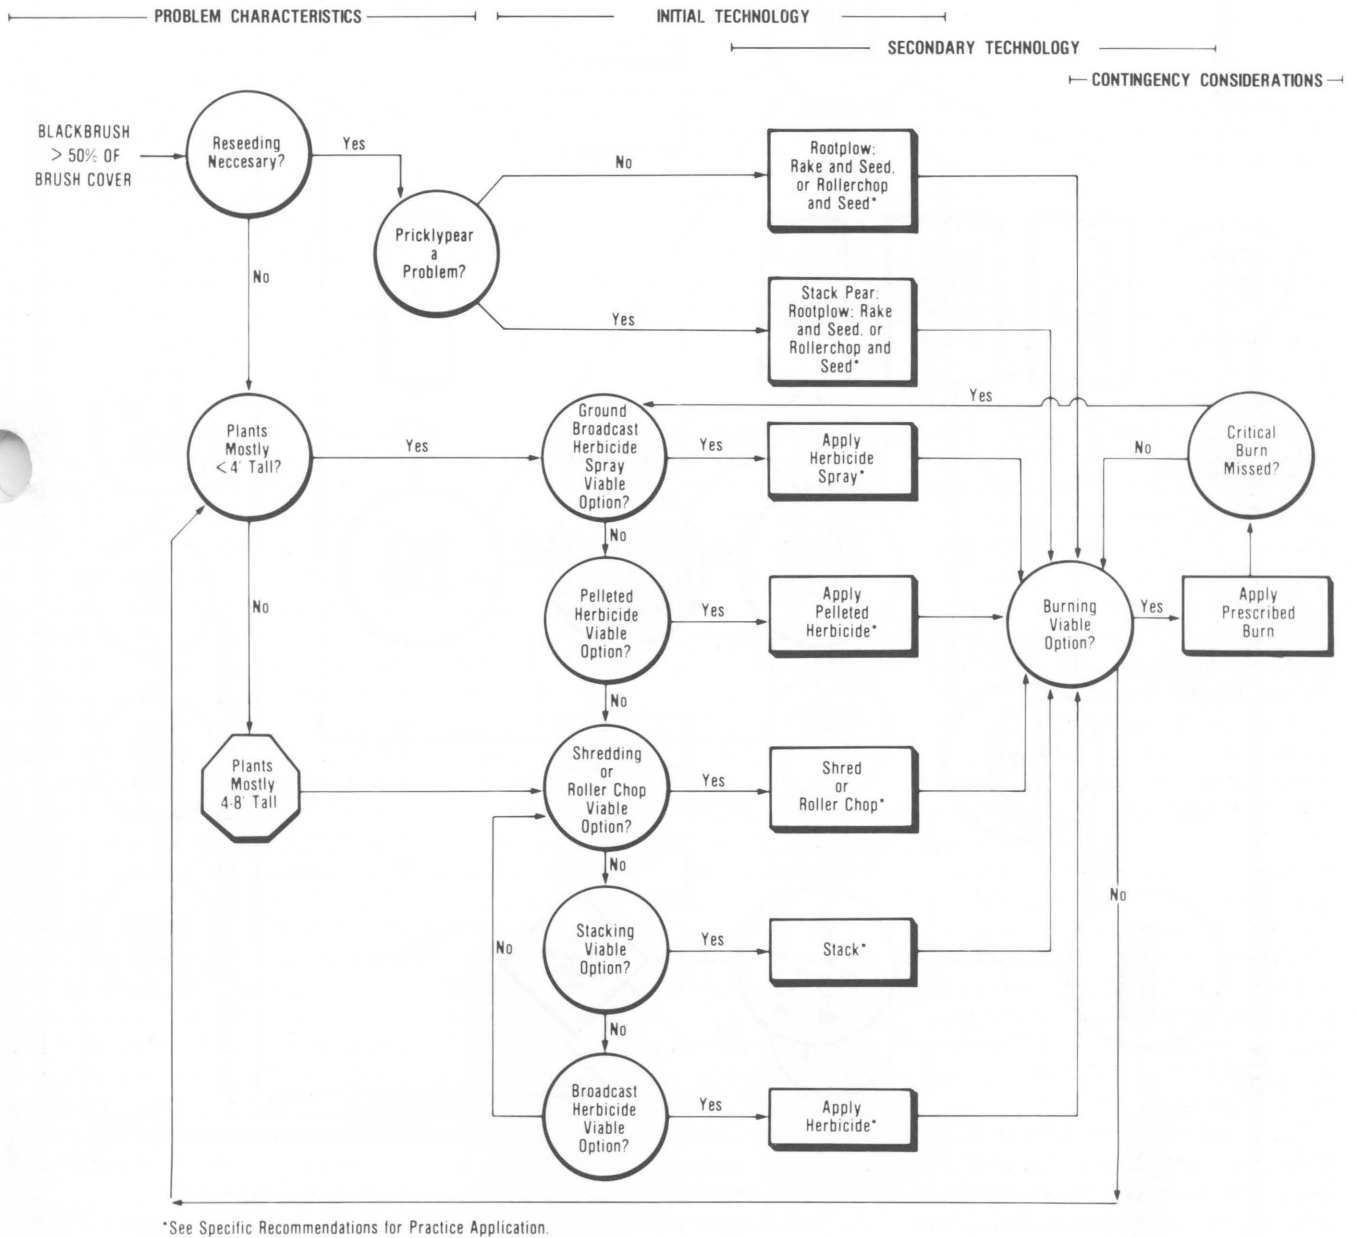 PROBLEM CHARACTERISTICS
INITIAL TECHNOLOGY
SECONDARY TECHNOLOGY
CONTINGENCY CONSIDERATIONS
BLACKBRUSH
> 50% OF
BRUSH COVER
Reseeding
Neccesary?
Yes
No
Pricklypear
a
Problem?
No
Rootplow:
Rake and Seed.
or Rollerchop
and Seed*
Yes
Stack Pear:
Rootplow: Rake
and Seed. or
Rollerchop and
Seed*
Plants
Mostly
<4' Tall?
Yes
No
Ground
Broadcast
Herbicide
Spray
Viable
Option?
Yes
Apply
Herbicide
Spray*
Yes
No
Critical
Burn
Missed?
No
Pelleted
Herbicide
Viable
Option?
Yes
Apply
Pelleted
Herbicide*
Burning
Viable
Option?
Yes
Apply
Prescribed
Burn
No
Plants
Mostly
4-8' Tall
Shredding
or
Roller Chop
Viable
Option?
Yes
Shred
or
Roller Chop*
No
No
Stacking
Viable
Option?
Yes
Stack*
No
No
Broadcast
Herbicide
Viable
Option?
Yes
Apply
Herbicide*
*See Specific Recommendations for Practice Application.